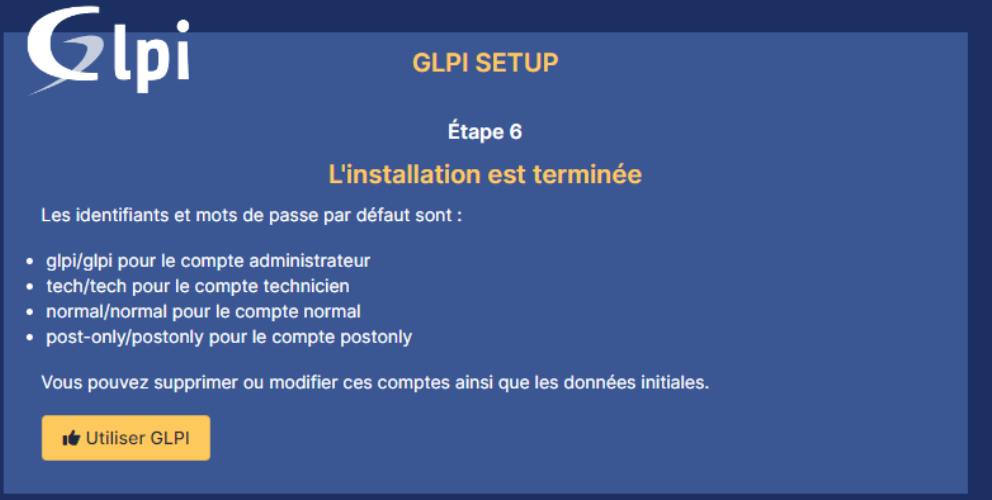 Glpi
GLPI SETUP
Étape 6
L'installation est terminée
Les identifiants et mots de passe par défaut sont :
glpi/glpi pour le compte administrateur
tech/tech pour le compte technicien
normal/normal pour le compte normal
post-only/postonly pour le compte postonly
Vous pouvez supprimer ou modifier ces comptes ainsi que les données initiales.
Utiliser GLPI